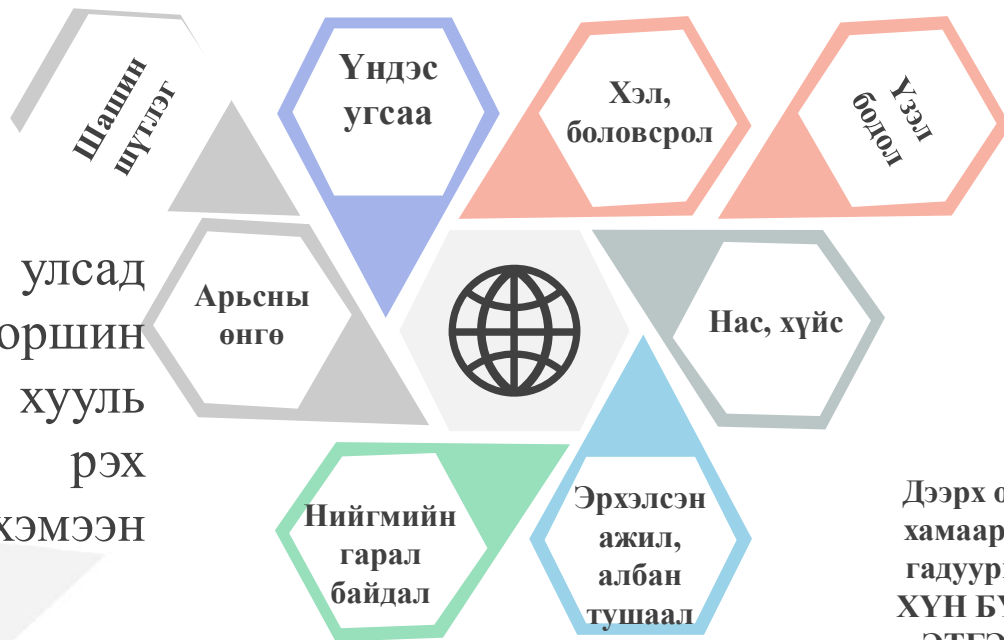 Шашин
шүтлэг
Үндэс
угсаа
Хэл,
боловсрол
Үзэл
бодол
улсад
оршин
хууль
рэх
хэмээн
Арьсны
өнгө
Нас, хүйс
Нийгмийн
гарал
байдал
Эрхэлсэн
ажил,
албан
тушаал
Дээрх
хамаар
гадуур
ХҮН БҮ